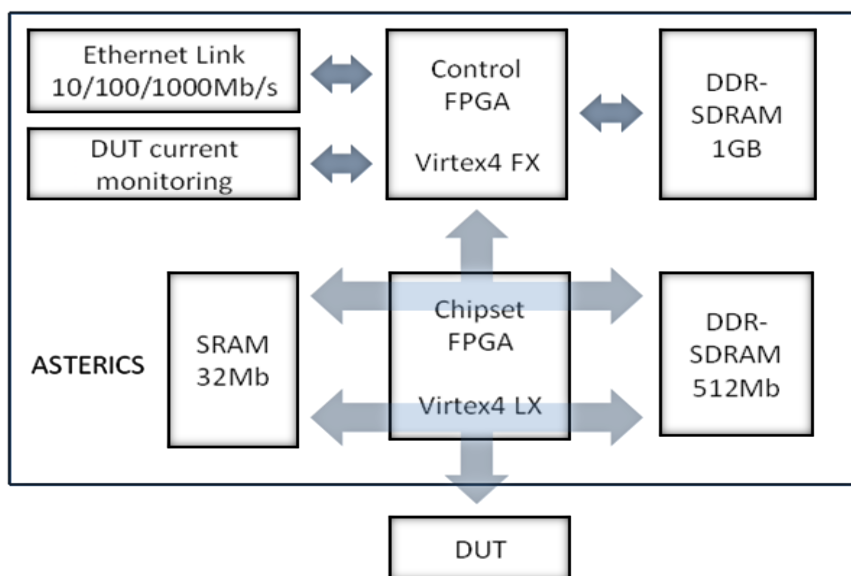 Ethernet Link
10/100/1000Mb/s
DUT current
monitoring
Control
FPGA
Virtex4 FX
DDR-
SDRAM
1GB
ASTERICS
SRAM
32Mb
Chipset
FPGA
Virtex4 LX
DDR-
SDRAM
512Mb
DUT